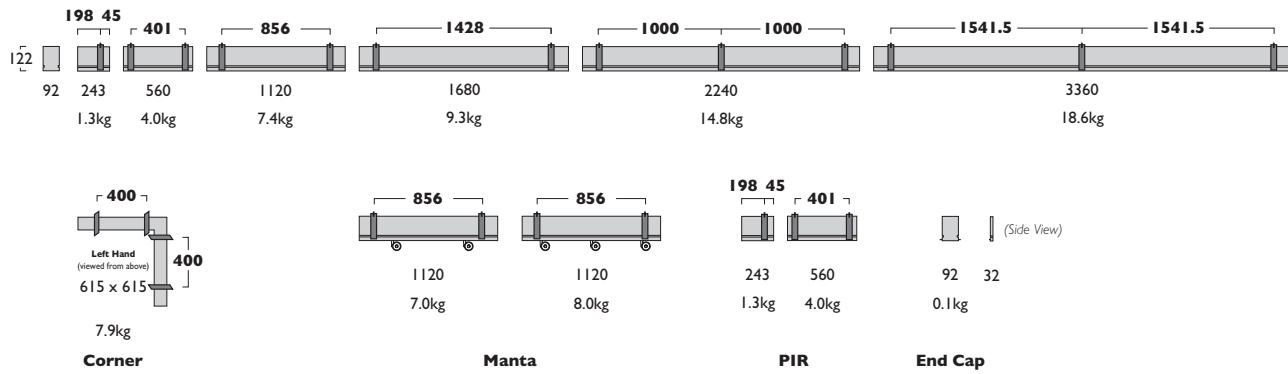 198 45
401
856
1428
1000 1000
1541.5 1541.5
122
92 243 560 1120 1680 2240 3360
1.3kg 4.0kg 7.4kg 9.3kg 14.8kg 18.6kg
400
856 856
198 45
401
Left Hand
(viewed from above)
615 x 615
400
(Side View)
1120 1120 243 560 92 32
7.0kg 8.0kg 1.3kg 4.0kg 0.1kg
7.9kg
Corner Manta PIR End Cap